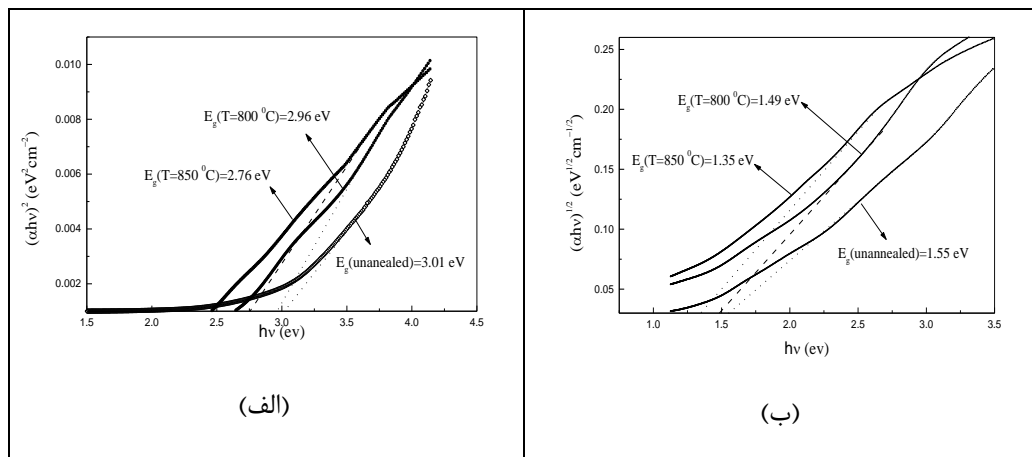 0.010
0.008
0.006
0.004
0.002
(αhν)² (eV²cm⁻²)
E_g(T=800 ⁰C)=2.96 eV
E_g(T=850 ⁰C)=2.76 eV
E_g(unanealed)=3.01 eV
1.5 2.0 2.5 3.0 3.5 4.0 4.5
hν (ev)
(الف)
0.25
0.20
0.15
0.10
0.05
(αhν)^1/2 (eV^1/2 cm^-1/2)
E_g(T=800 ⁰C)=1.49 eV
E_g(T=850 ⁰C)=1.35 eV
E_g(unannealed)=1.55 eV
1.0 1.5 2.0 2.5 3.0 3.5
hν (ev)
(ب)